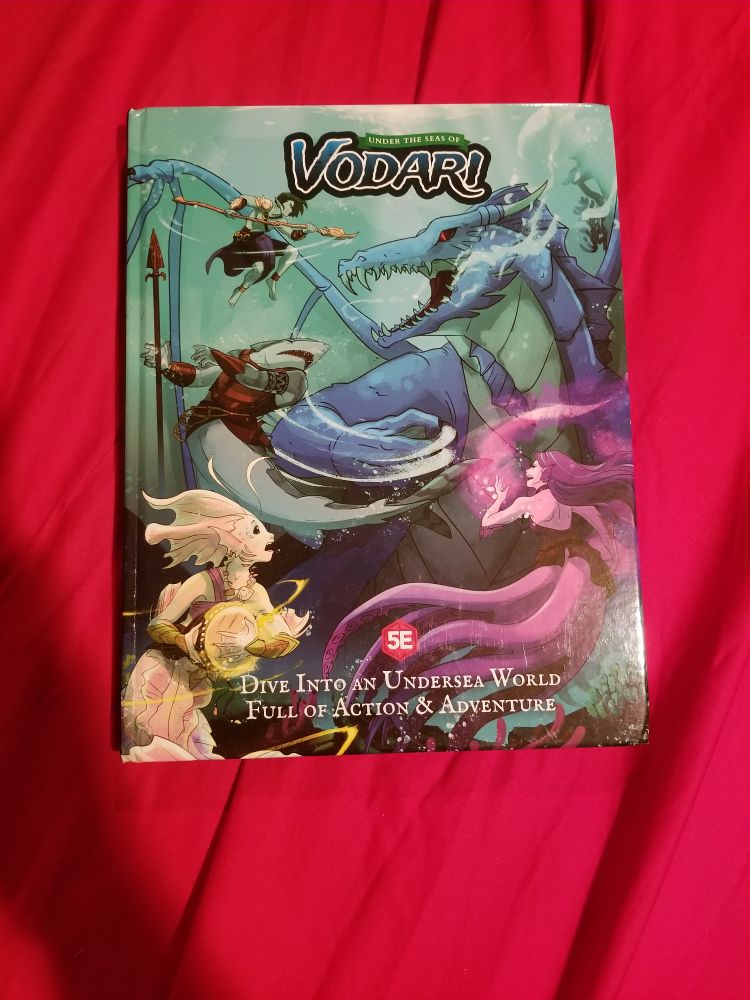 UNDER THE SEAS OF
VODARI
5E
DIVE INTO AN UNDERSEA WORLD
FULL OF ACTION & ADVENTURE